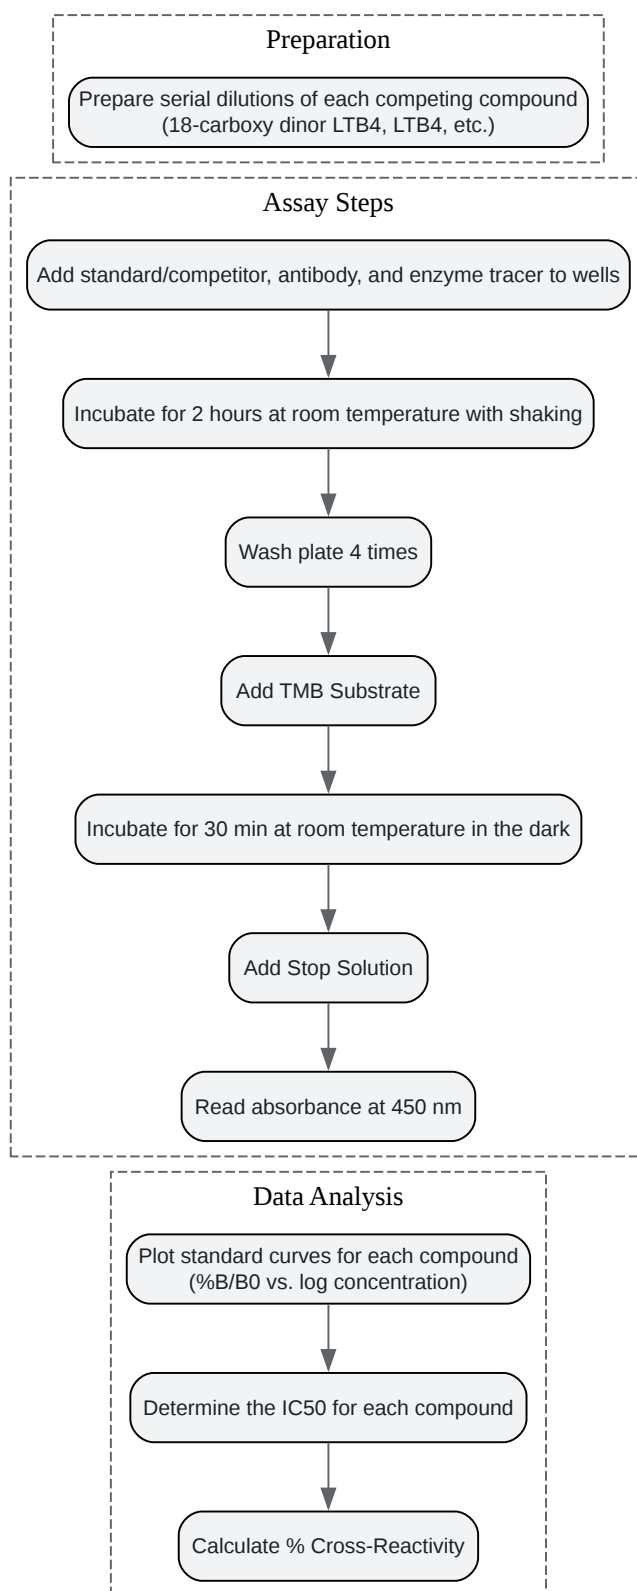 Preparation
Prepare serial dilutions of each competing compound
(18-carboxy dinor LTB4, LTB4, etc.)
Assay Steps
Add standard/competitor, antibody, and enzyme tracer to wells
Incubate for 2 hours at room temperature with shaking
Wash plate 4 times
Add TMB Substrate
Incubate for 30 min at room temperature in the dark
Add Stop Solution
Read absorbance at 450 nm
Data Analysis
Plot standard curves for each compound
(%B/B0 vs. log concentration)
Determine the IC50 for each compound
Calculate % Cross-Reactivity